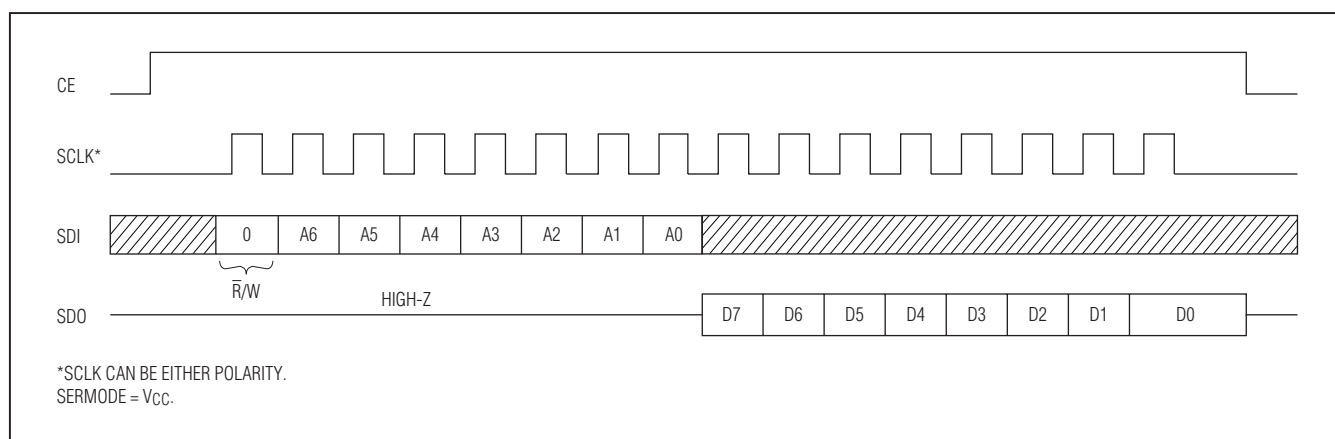 CE
SCLK*
SDI 0 A6 A5 A4 A3 A2 A1 A0
R̅/W
HIGH-Z
SDO D7 D6 D5 D4 D3 D2 D1 D0
*SCLK CAN BE EITHER POLARITY.
SERMODE = VCC.